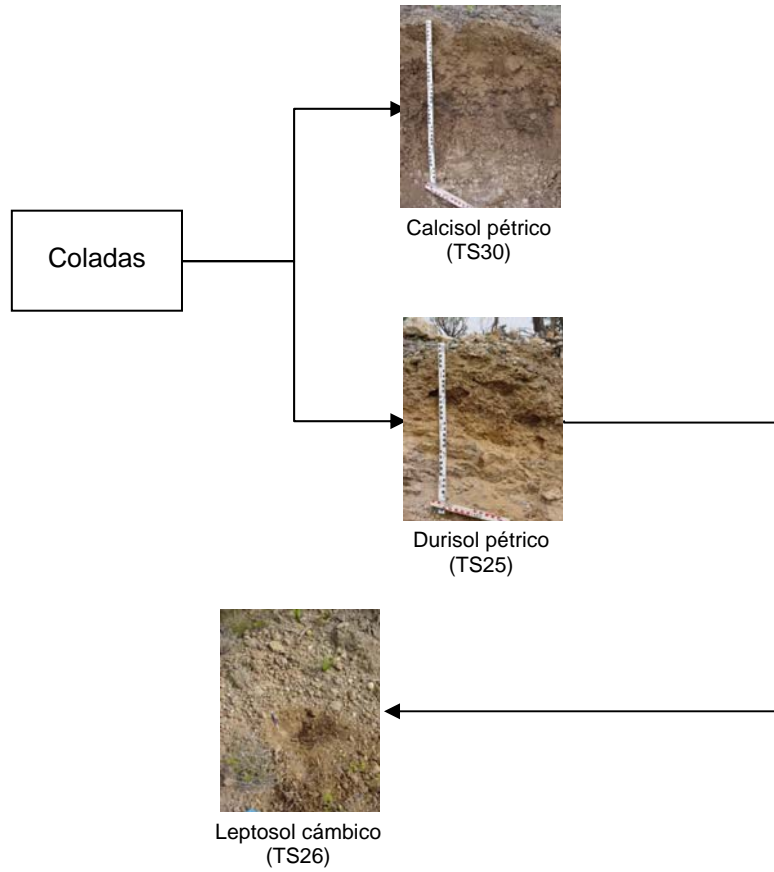 Calcisol pétrico
(TS30)
Coladas
Durisol pétrico
(TS25)
Leptosol cámbico
(TS26)